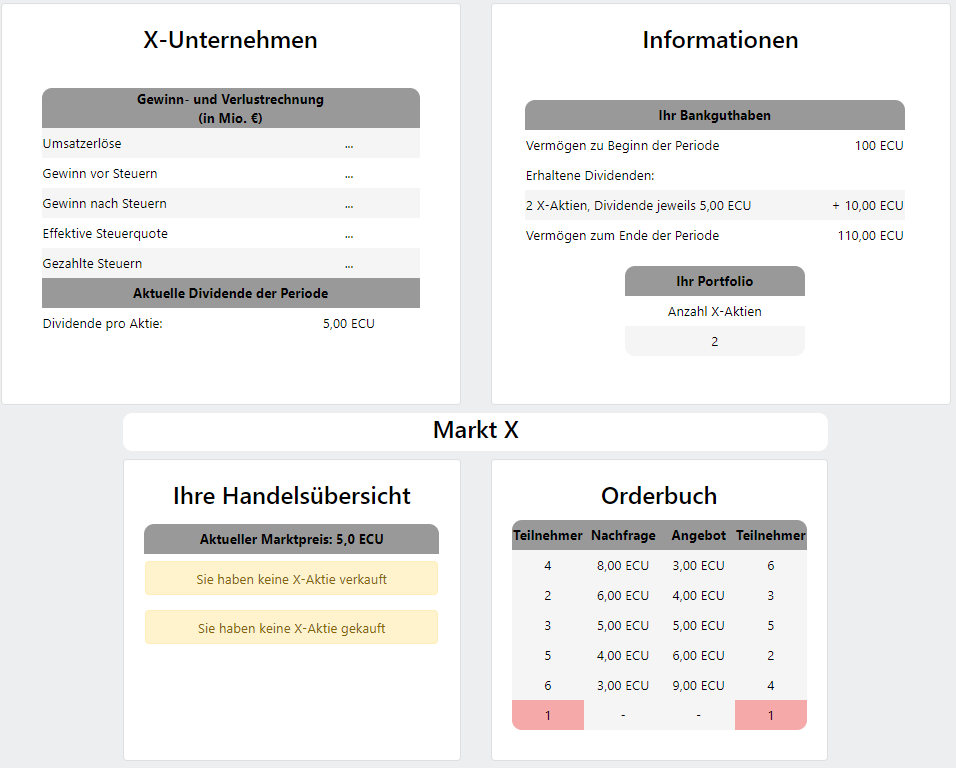 X-Unternehmen
Gewinn- und Verlustrechnung
(in Mio. €)
Umsatzerlöse ...
Gewinn vor Steuern ...
Gewinn nach Steuern ...
Effektive Steuerquote ...
Gezahlte Steuern ...
Aktuelle Dividende der Periode
Dividende pro Aktie: 5,00 ECU
Informationen
Ihr Bankguthaben
Vermögen zu Beginn der Periode 100 ECU
Erhaltene Dividenden:
2 X-Aktien, Dividende jeweils 5,00 ECU + 10,00 ECU
Vermögen zum Ende der Periode 110,00 ECU
Ihr Portfolio
Anzahl X-Aktien
2
Markt X
Ihre Handelsübersicht
Aktueller Marktpreis: 5,0 ECU
Sie haben keine X-Aktie verkauft
Sie haben keine X-Aktie gekauft
Orderbuch
Teilnehmer Nachfrage Angebot Teilnehmer
4 8,00 ECU 3,00 ECU 6
2 6,00 ECU 4,00 ECU 3
3 5,00 ECU 5,00 ECU 5
5 4,00 ECU 6,00 ECU 2
6 3,00 ECU 9,00 ECU 4
1 - - 1